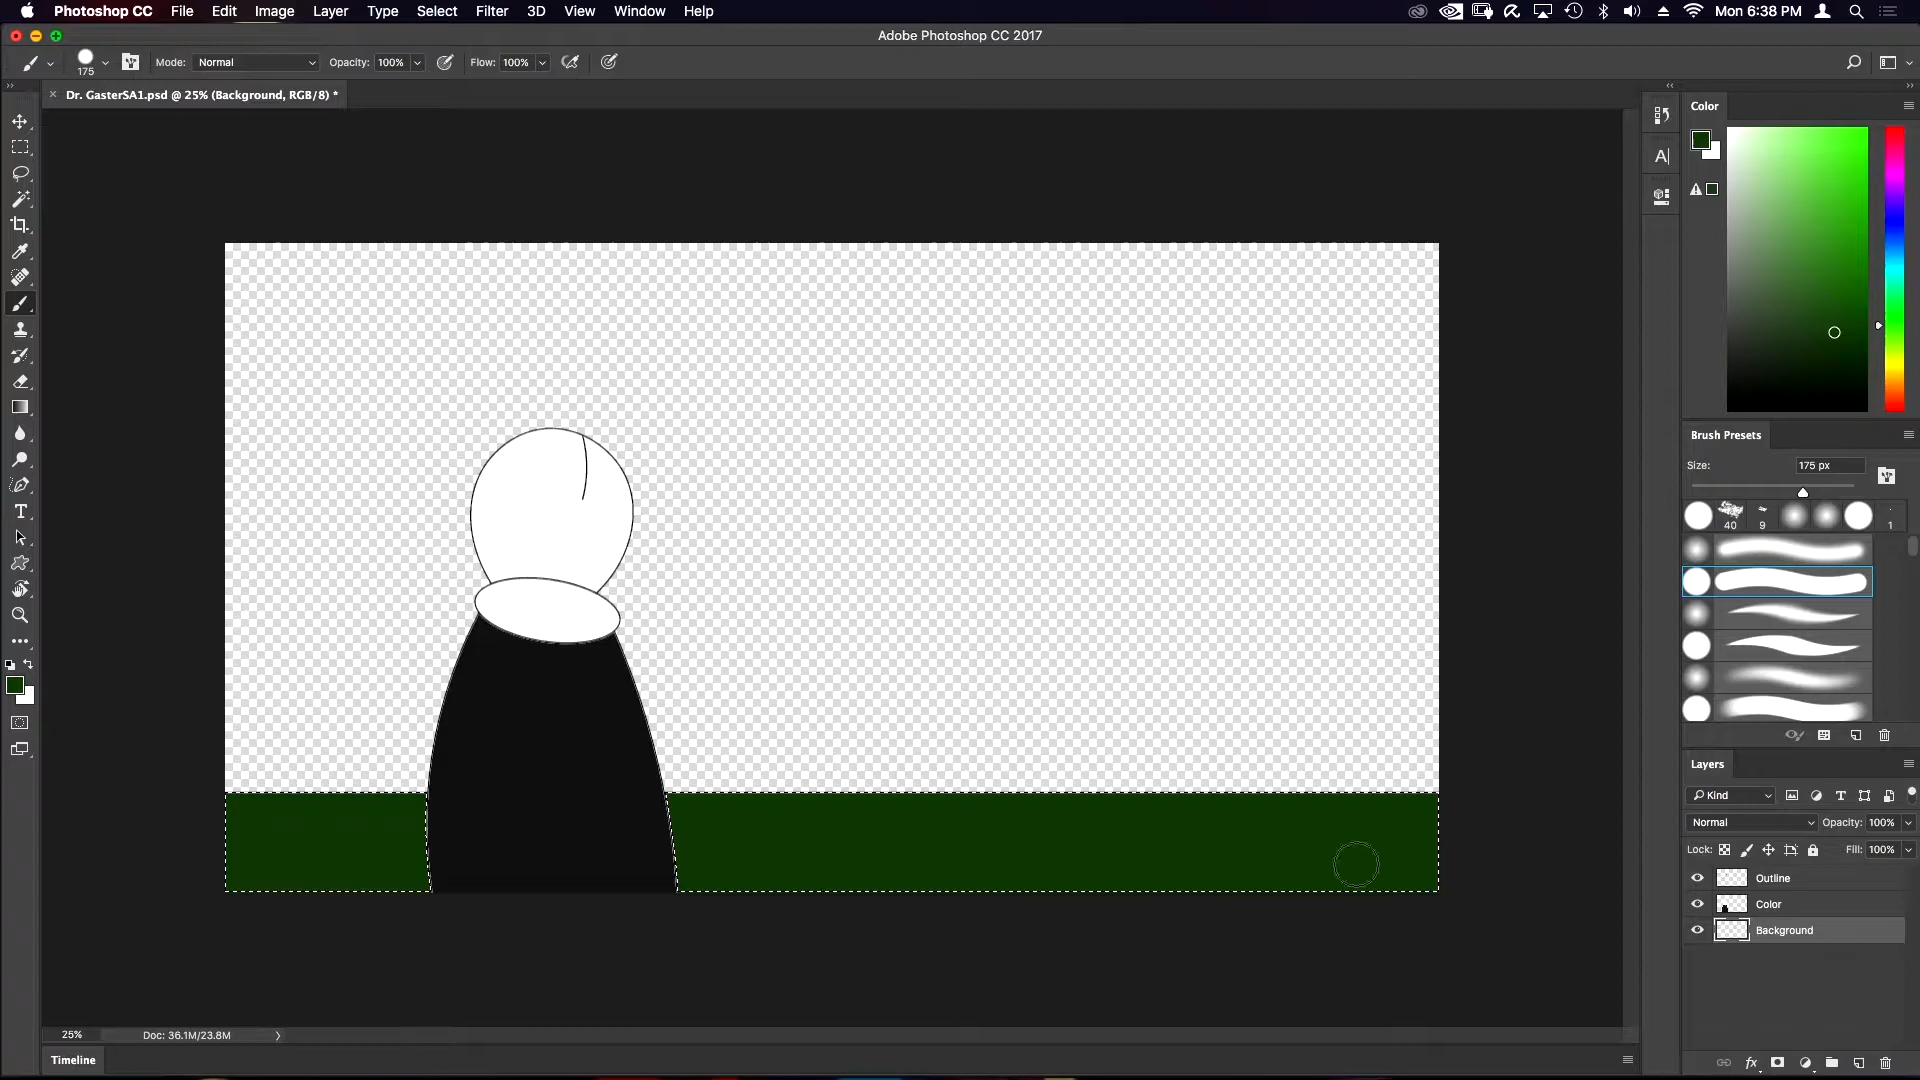 Photoshop CC File Edit Image Layer Type Select Filter 3D View Window Help Mon 6:38 PM
Adobe Photoshop CC 2017
175 Mode: Normal Opacity: 100% Flow: 100%
Dr. GasterSA1.psd @ 25% (Background, RGB/8) *
Color
A
Brush Presets
Size: 175 px
40 9 1
Layers
Kind
Normal Opacity: 100%
Lock: Fill: 100%
Outline
Color
Background
25% Doc: 36.1M/23.8M
Timeline
fx